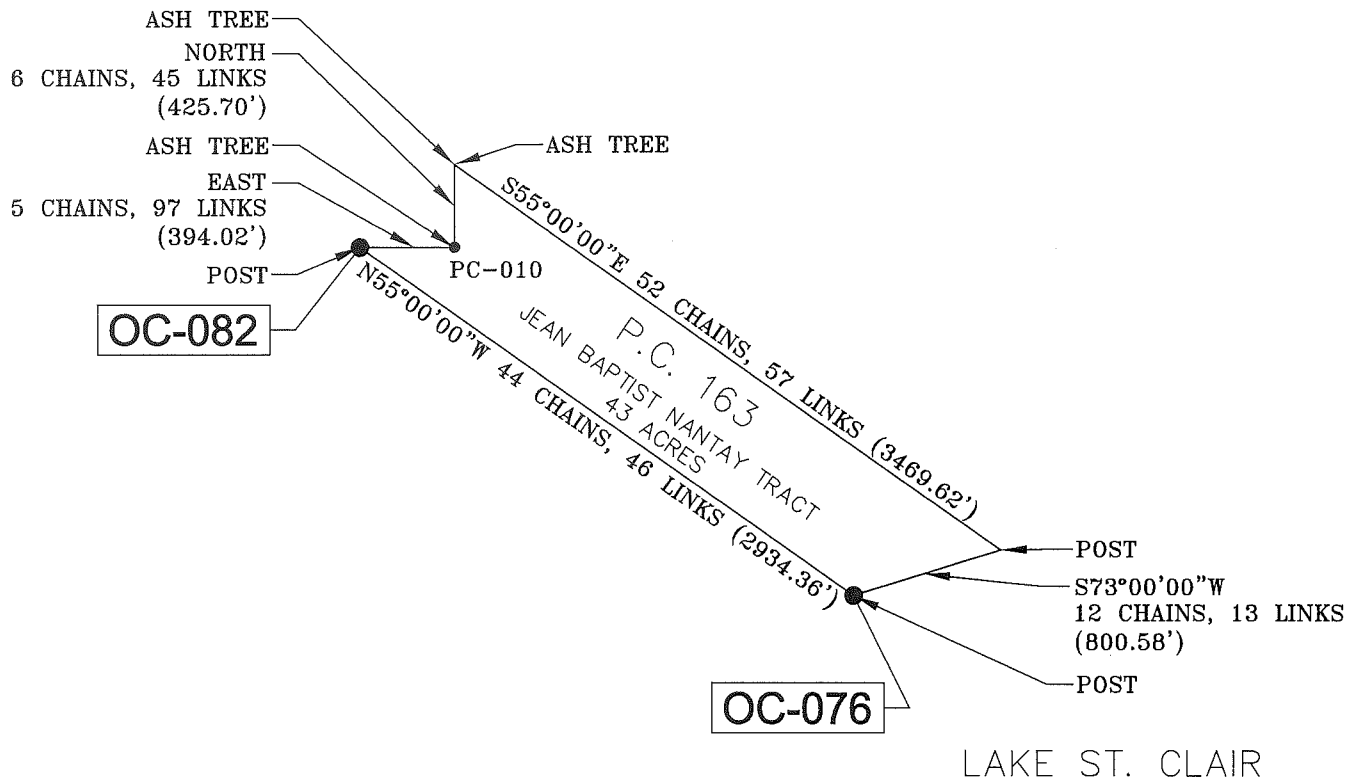 ASH TREE
NORTH
6 CHAINS, 45 LINKS
(425.70')
ASH TREE
ASH TREE
EAST
5 CHAINS, 97 LINKS
(394.02')
POST
PC-010
OC-082
S55°00'00"E 52 CHAINS, 57 LINKS (3469.62')
P.C. 163
JEAN BAPTIST NANTAY TRACT
43 ACRES
N55°00'00"W 44 CHAINS, 46 LINKS (2934.36')
POST
S73°00'00"W
12 CHAINS, 13 LINKS
(800.58')
POST
OC-076
LAKE ST. CLAIR